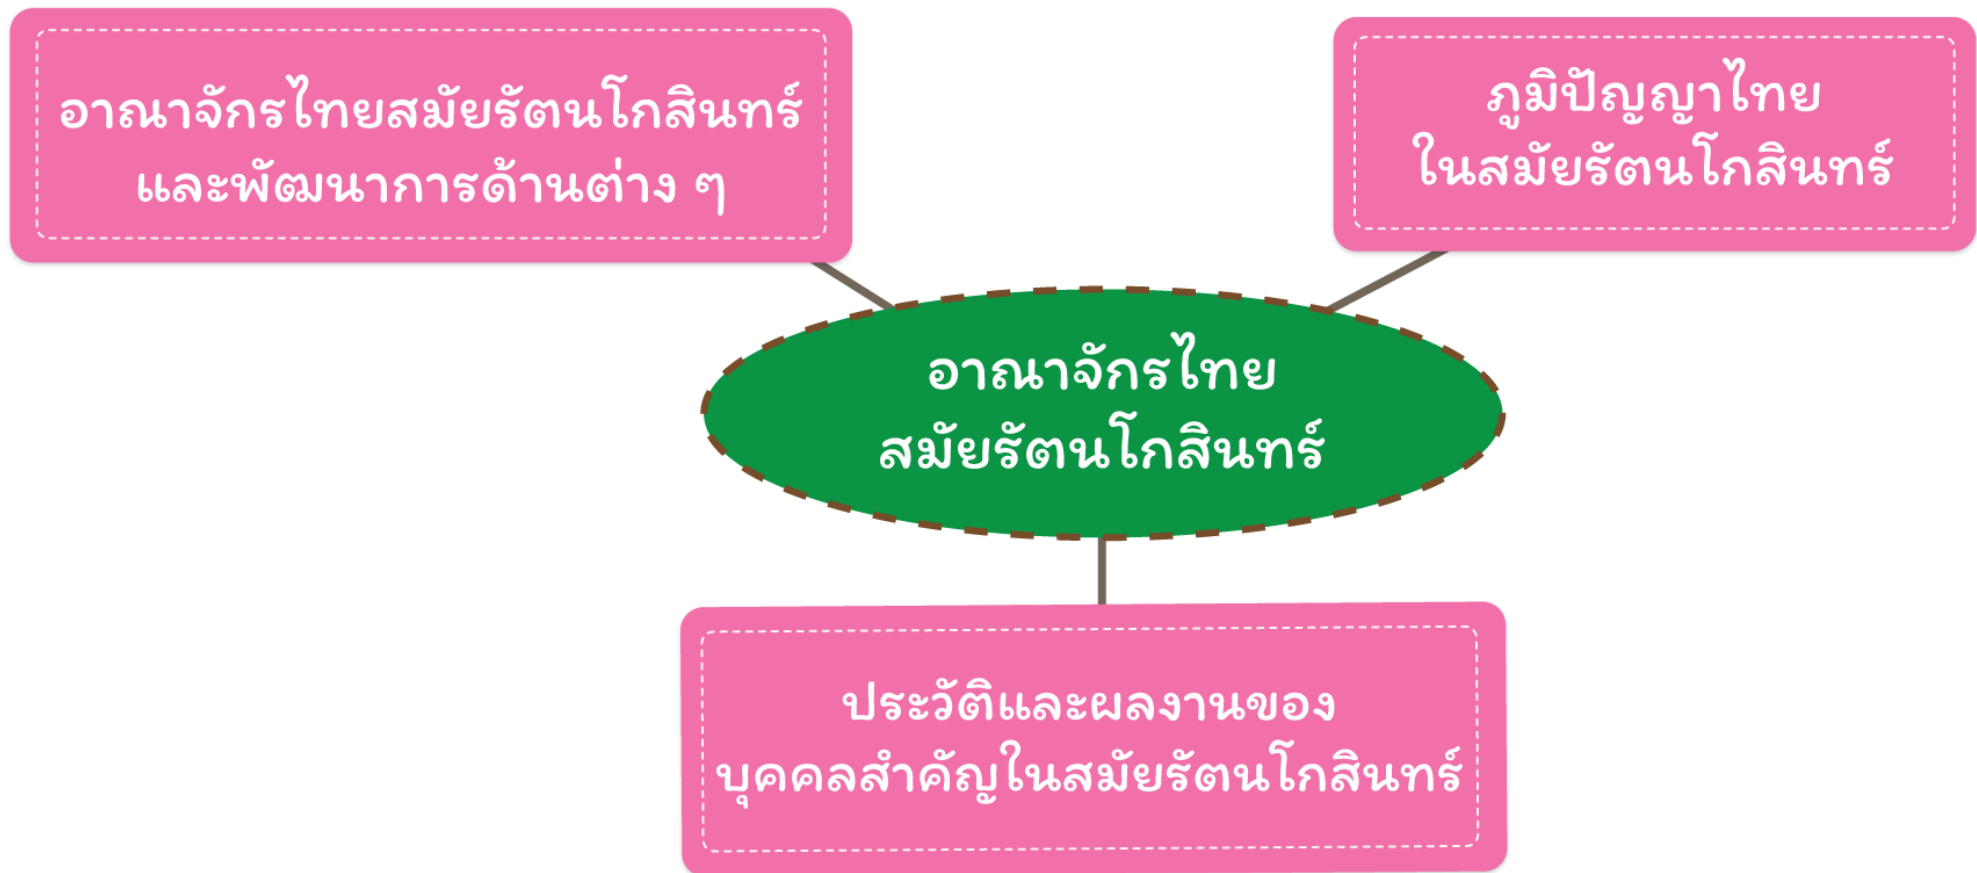 อาณาจักรไทยสมัยรัตนโกสินทร์
และพัฒนาการด้านต่าง ๆ
ภูมิปัญญาไทย
ในสมัยรัตนโกสินทร์
อาณาจักรไทย
สมัยรัตนโกสินทร์
ประวัติและผลงานของ
บุคคลสำคัญในสมัยรัตนโกสินทร์